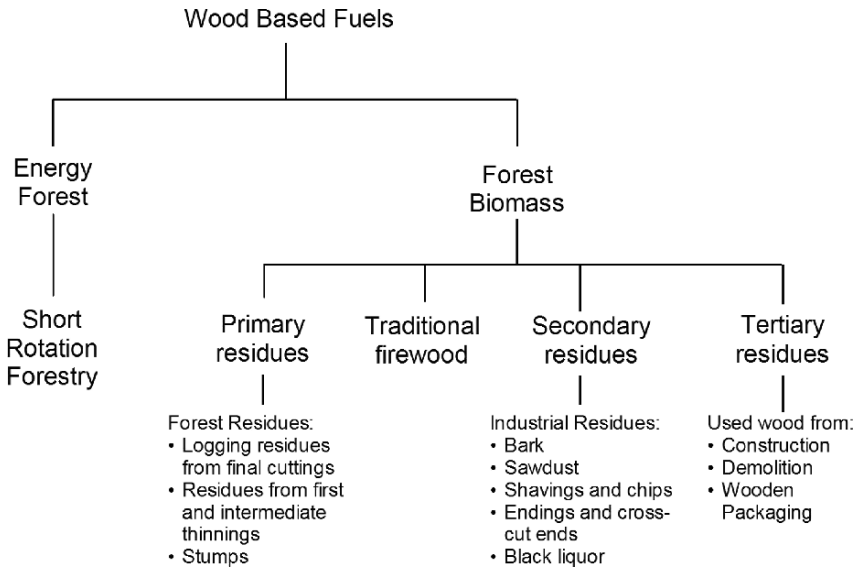 Wood Based Fuels
Energy
Forest
Forest
Biomass
Short
Rotation
Forestry
Primary
residues
Traditional
firewood
Secondary
residues
Tertiary
residues
Forest Residues:
• Logging residues
from final cuttings
• Residues from first
and intermediate
thinnings
• Stumps
Industrial Residues:
• Bark
• Sawdust
• Shavings and chips
• Endings and cross-
cut ends
• Black liquor
Used wood from:
• Construction
• Demolition
• Wooden
Packaging